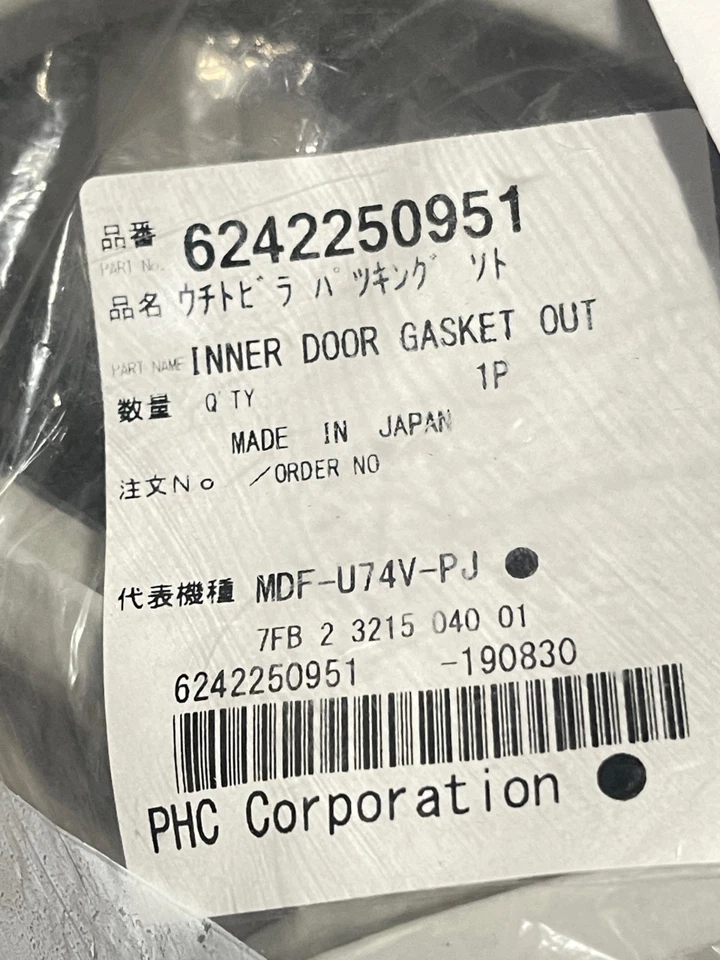 品番 6242250951
PART No.
品名 ウチトビラ パツキング ソト
PART NAME INNER DOOR GASKET OUT
数量 Q'TY 1P
MADE IN JAPAN
注文No /ORDER NO
代表機種 MDF-U74V-PJ ●
7FB 2 3215 040 01
6242250951 -190830
PHC Corporation ●